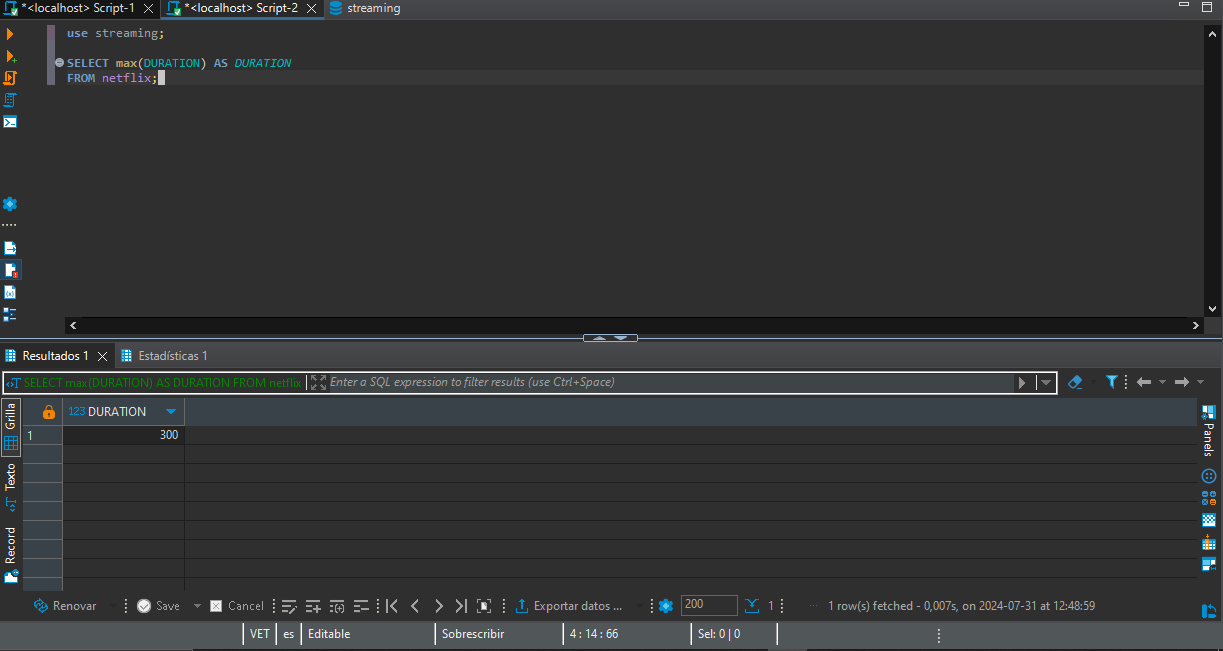 *<localhost> Script-1
*<localhost> Script-2
streaming
use streaming;
SELECT max(DURATION) AS DURATION
FROM netflix;
Resultados 1
Estadísticas 1
SELECT max(DURATION) AS DURATION FROM netflix
Enter a SQL expression to filter results (use Ctrl+Space)
Grilla
123 DURATION
1
300
Texto
Record
Panels
Renovar
Save
Cancel
Exportar datos ...
200
1
1 row(s) fetched - 0,007s, on 2024-07-31 at 12:48:59
VET
es
Editable
Sobrescribir
4 : 14 : 66
Sel: 0 | 0